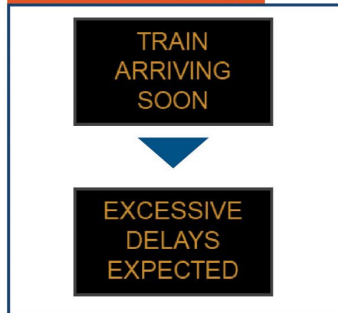 TRAIN
ARRIVING
SOON
EXCESSIVE
DELAYS
EXPECTED